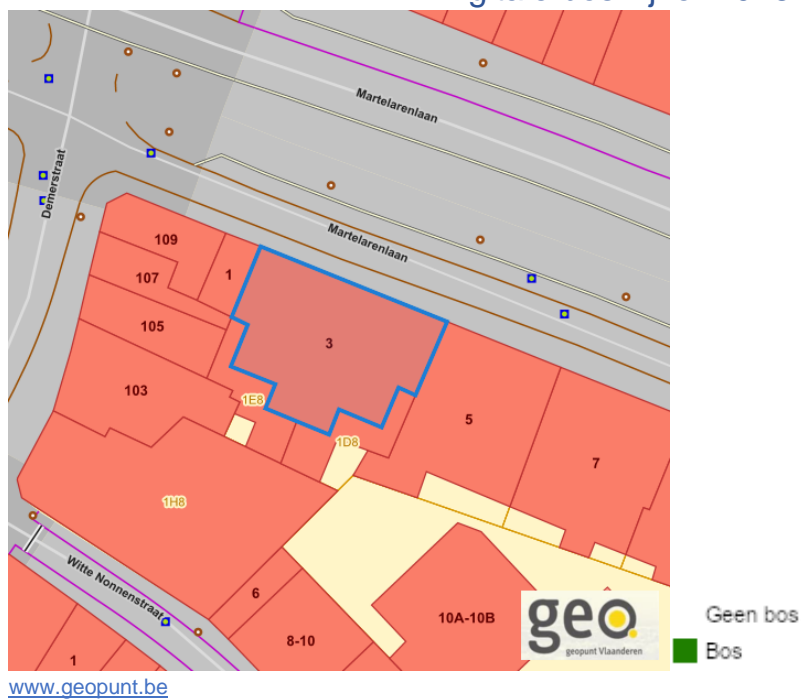 Martelarenlaan
Demerstraat
Martelarenlaan
109
107
1
105
3
103
1E8
1D8
5
7
1H8
Witte Nonnenstraat
6
8-10
10A-10B
1
geo
geopunt Vlaanderen
Geen bos
Bos
www.geopunt.be